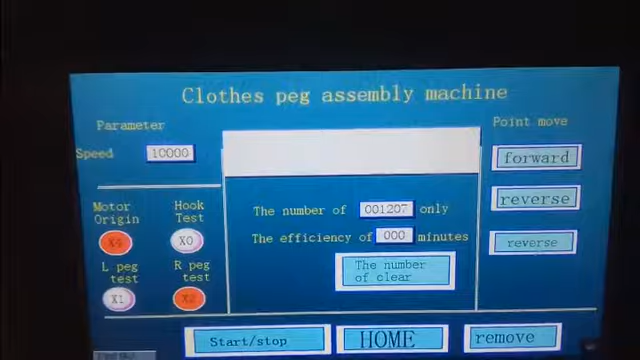 Clothes peg assembly machine
Parameter
Speed 10000
Motor Origin
X4
Hook Test
X0
L peg test
X1
R peg test
X2
The number of 001207 only
The efficiency of 000 minutes
The number of clear
Point move
forward
reverse
reverse
Start/stop
HOME
remove